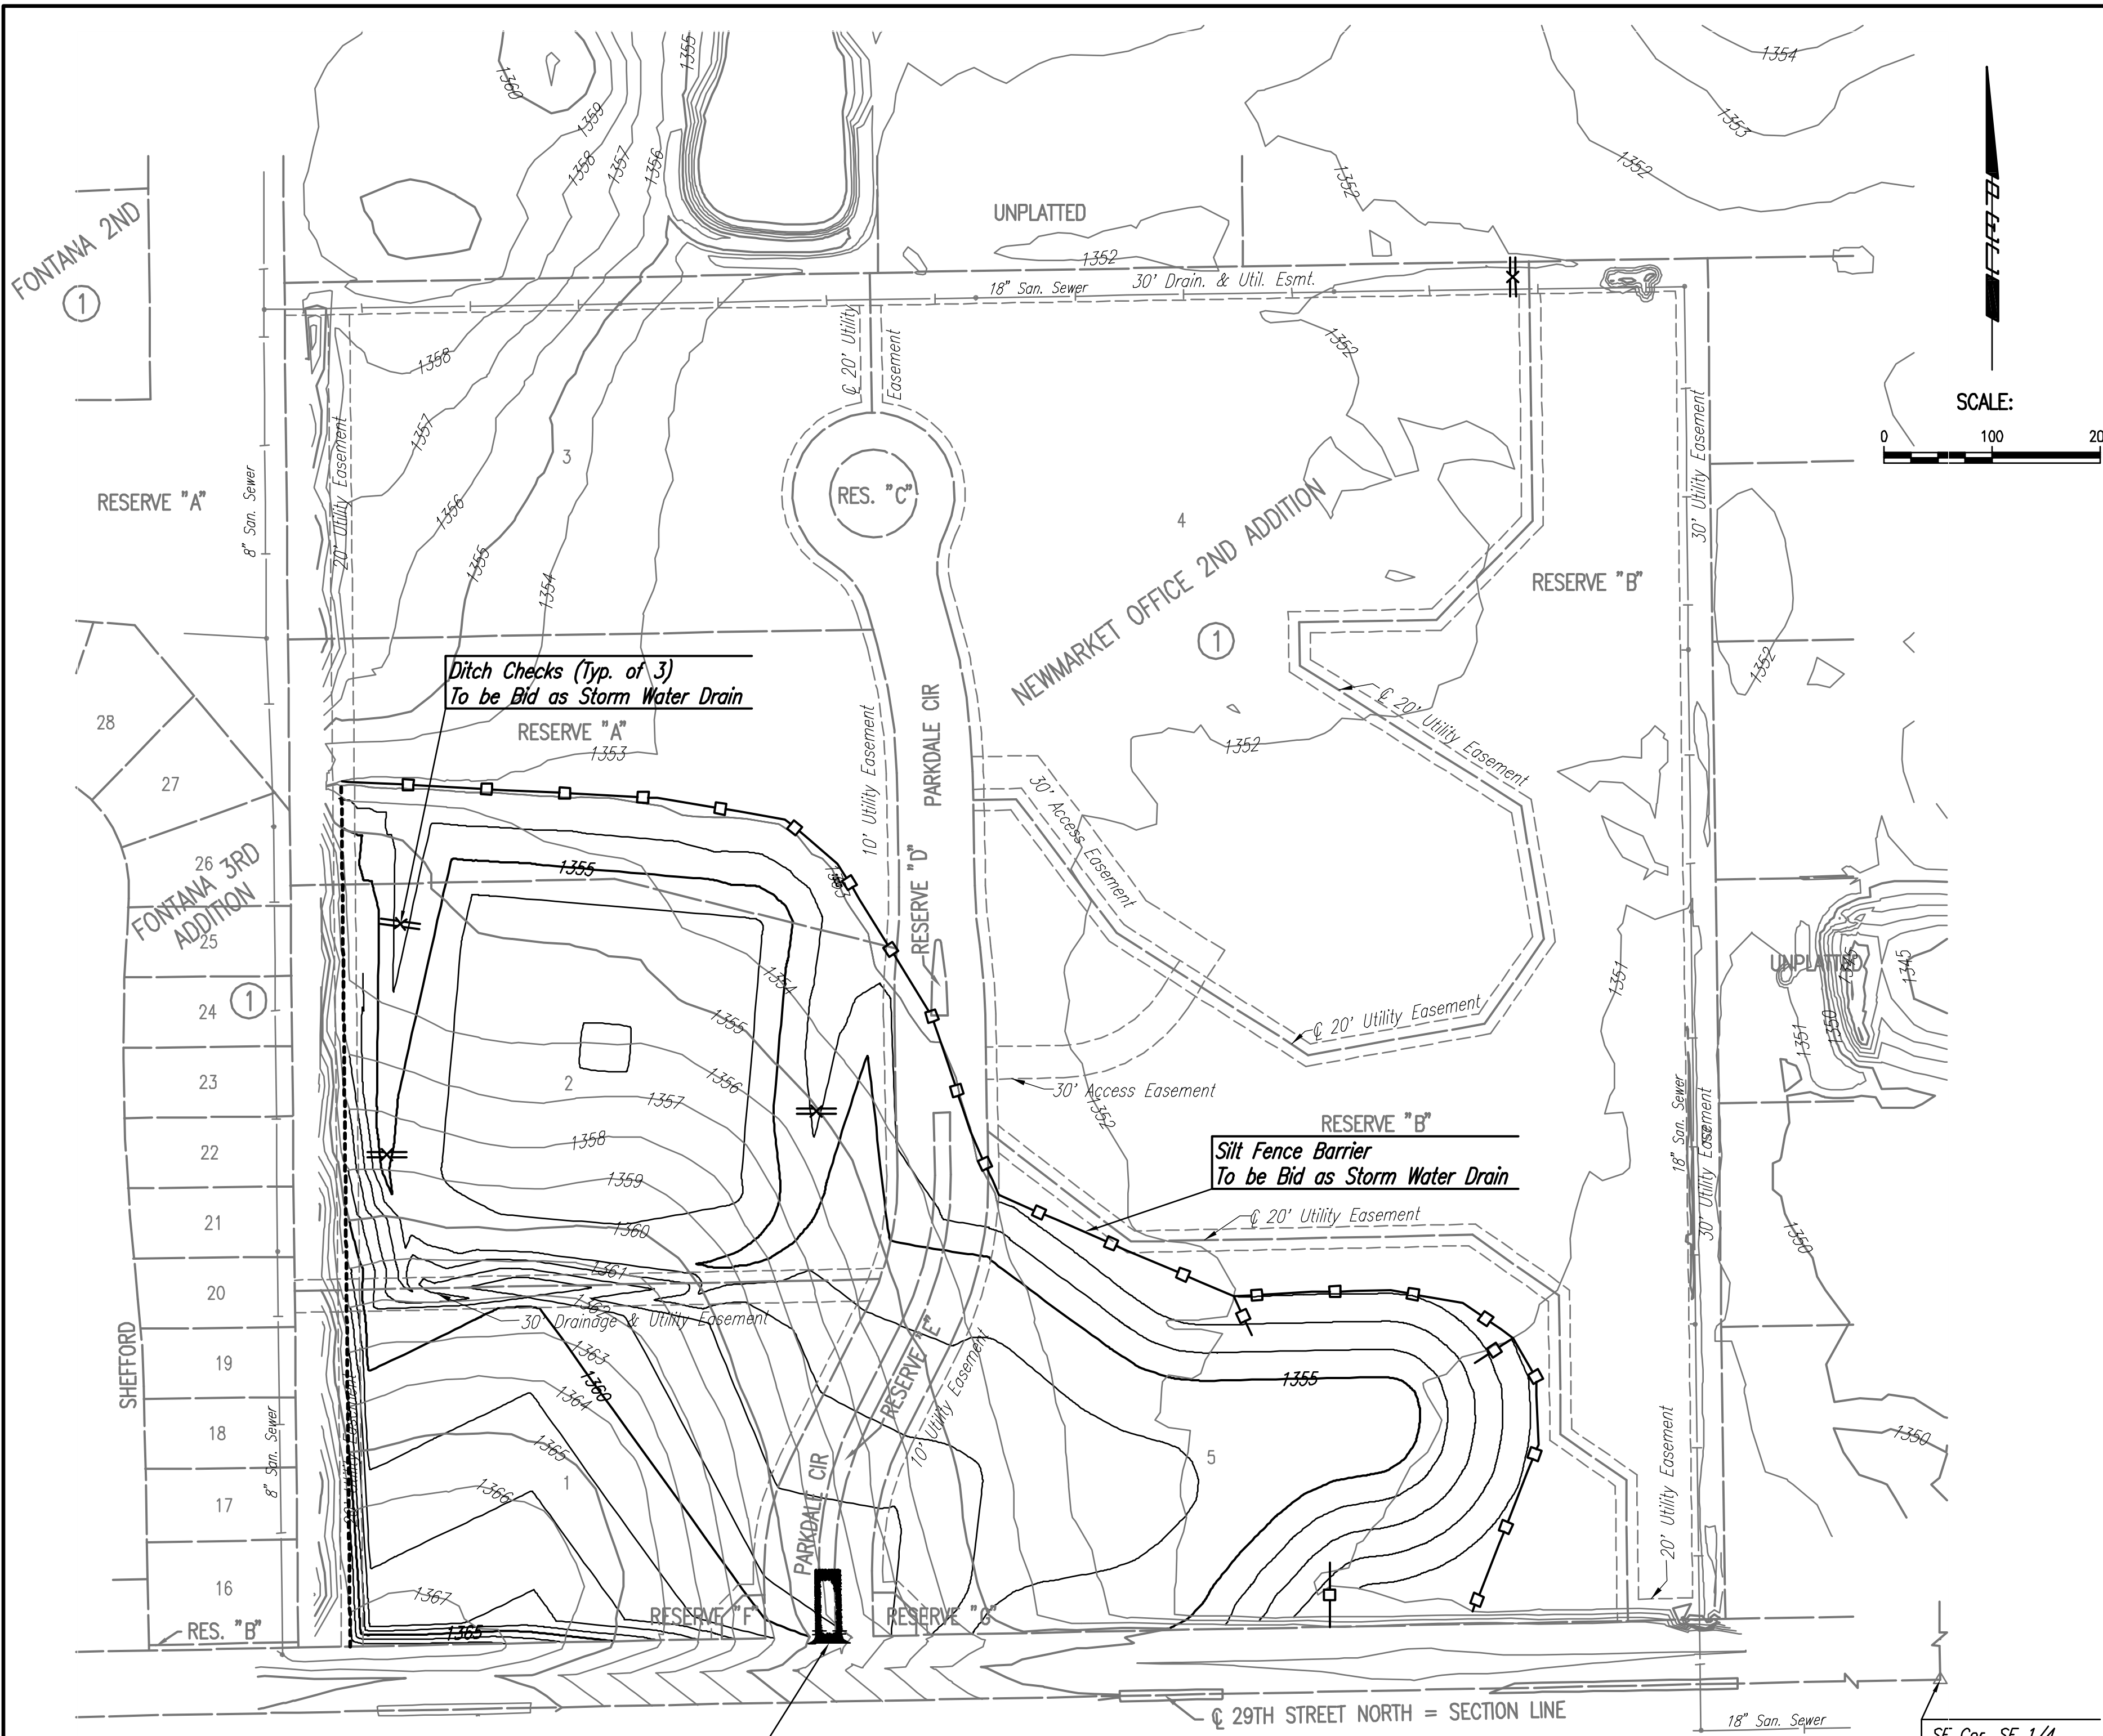 1360
1359
1358
1357
1356
1355
1354
1353
1352
1352
UNPLATTED
1352
FONTANA 2ND
1
18" San. Sewer
30' Drain. & Util. Esmt.
SCALE:
0
100
1358
1357
1356
1355
1354
3
RESERVE "A"
8" San. Sewer
20' Utility Easement
℄ 20' Utility
Easement
RES. "C"
1352
4
NEWMARKET OFFICE 2ND ADDITION
1
RESERVE "B"
30' Utility Easement
Ditch Checks (Typ. of 3)
To be Bid as Storm Water Drain
RESERVE "A"
1353
10' Utility Easement
PARKDALE CIR
RESERVE "D"
30' Access Easement
1352
℄ 20' Utility Easement
1352
28
27
26
FONTANA 3RD
ADDITION
25
24
1
23
22
21
20
19
18
17
16
SHEFFORD
8" San. Sewer
RES. "B"
1355
1354
1355
1356
1357
1358
1359
1360
1361
1362
2
℄ 20' Utility Easement
30' Access Easement
1352
1351
UNPLATTED
1345
1345
1351
1350
RESERVE "B"
Silt Fence Barrier
To be Bid as Storm Water Drain
℄ 20' Utility Easement
18" San. Sewer
30' Utility Easement
1350
30' Drainage & Utility Easement
1363
1360
1364
1365
1366
1367
1365
1
RESERVE "E"
10' Utility Easement
PARKDALE CIR
1355
5
20' Utility Easement
1350
RESERVE "F"
RESERVE "G"
℄ 29TH STREET NORTH = SECTION LINE
18" San. Sewer